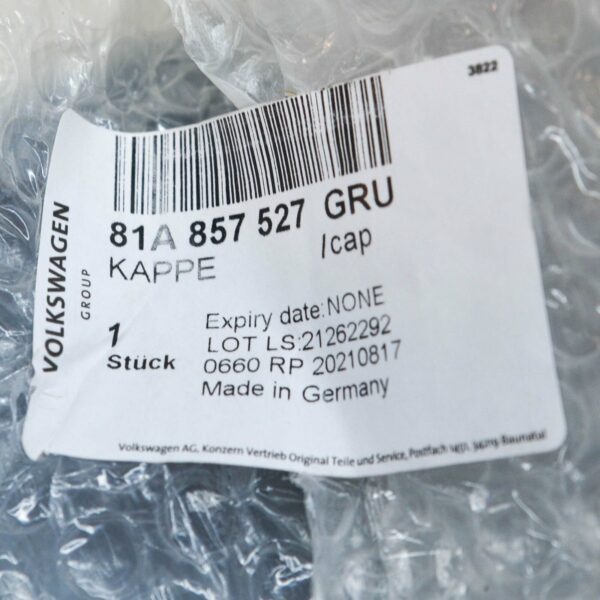 3822
VOLKSWAGEN
GROUP
81A 857 527 GRU
KAPPE /cap
1
Stück
Expiry date:NONE
LOT LS:21262292
0660 RP 20210817
Made in Germany
Volkswagen AG, Konzern Vertrieb Original Teile und Service, Postfach Baunatal